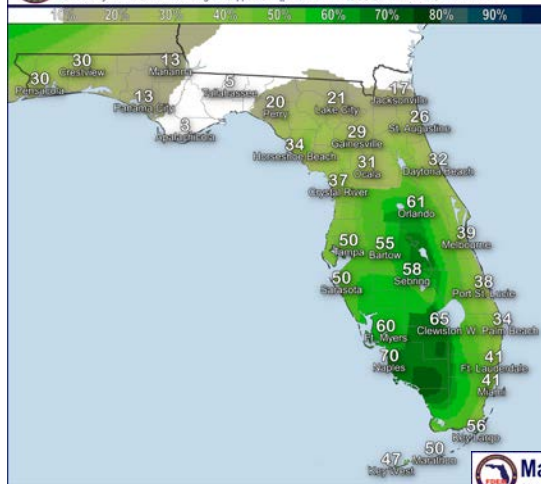 10% 20% 30% 40% 50% 60% 70% 80% 90%
30
Crestview
13
Marianna
30
Pensacola
13
Panama City
5
Tallahassee
3
Apalachicola
20
Perry
21
Lake City
17
Jacksonville
26
St. Augustine
29
Gainesville
34
Horseshoe Beach
31
Ocala
32
Daytona Beach
37
Crystal River
61
Orlando
39
Melbourne
50
Tampa
55
Bartow
58
Sebring
50
Sarasota
38
Port St. Lucie
65
Clewiston W.
34
Palm Beach
60
Ft. Myers
70
Naples
41
Ft. Lauderdale
41
Miami
56
Key Largo
50
Marathon
47
Key West
FDEM
Ma